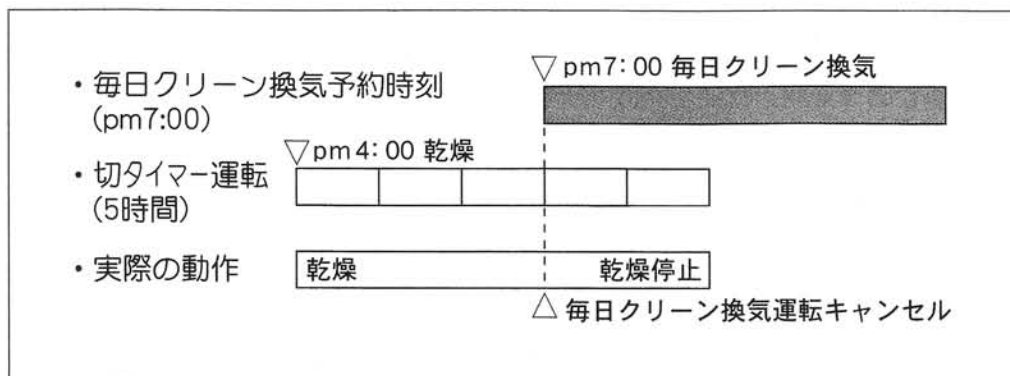 ▽pm7:00 毎日クリーン換気
・毎日クリーン換気予約時刻
(pm7:00)
▽pm4:00 乾燥
・切タイマー運転
(5時間)
・実際の動作
乾燥 乾燥停止
△毎日クリーン換気運転キャンセル